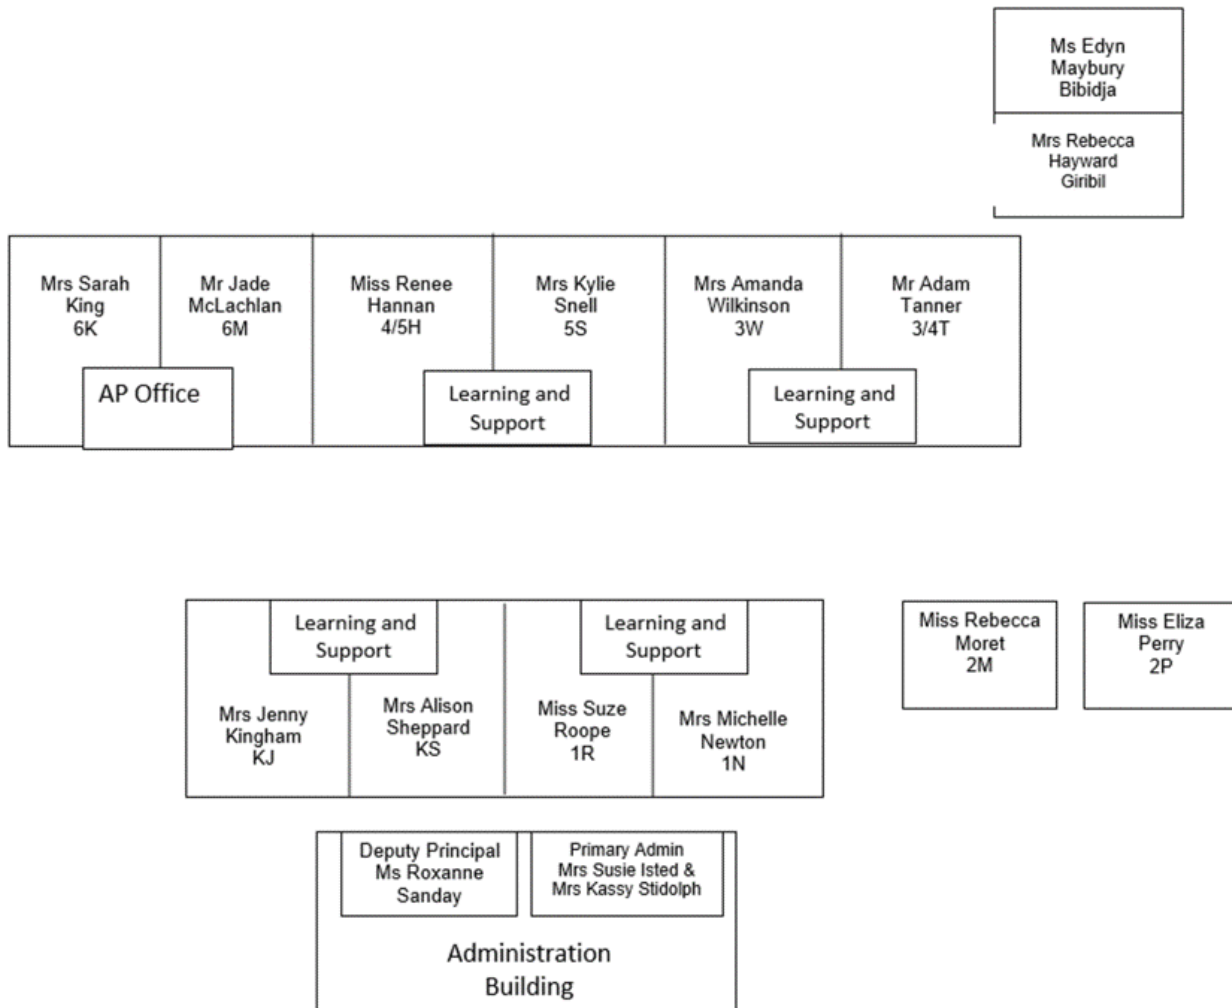 Ms Edyn
Maybury
Bibidja
Mrs Rebecca
Hayward
Giribil
Mrs Sarah
King
6K
Mr Jade
McLachlan
6M
Miss Renee
Hannan
4/5H
Mrs Kylie
Snell
5S
Mrs Amanda
Wilkinson
3W
Mr Adam
Tanner
3/4T
AP Office
Learning and
Support
Learning and
Support
Learning and
Support
Learning and
Support
Mrs Jenny
Kingham
KJ
Mrs Alison
Sheppard
KS
Miss Suze
Roope
1R
Mrs Michelle
Newton
1N
Miss Rebecca
Moret
2M
Miss Eliza
Perry
2P
Deputy Principal
Ms Roxanne
Sanday
Primary Admin
Mrs Susie Isted &
Mrs Kassy Stidolph
Administration
Building